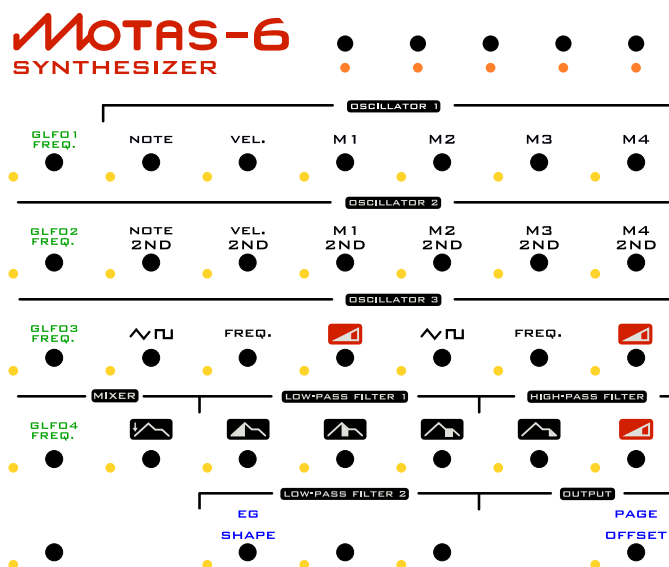 MOTAS-6
SYNTHESIZER
OSCILLATOR 1
GLFO1
FREQ.
NOTE
VEL.
M1
M2
M3
M4
OSCILLATOR 2
GLFO2
FREQ.
NOTE
2ND
VEL.
2ND
M1
2ND
M2
2ND
M3
2ND
M4
2ND
OSCILLATOR 3
GLFO3
FREQ.
FREQ.
FREQ.
MIXER
LOW-PASS FILTER 1
HIGH-PASS FILTER
GLFO4
FREQ.
LOW-PASS FILTER 2
OUTPUT
EG
SHAPE
PAGE
OFFSET